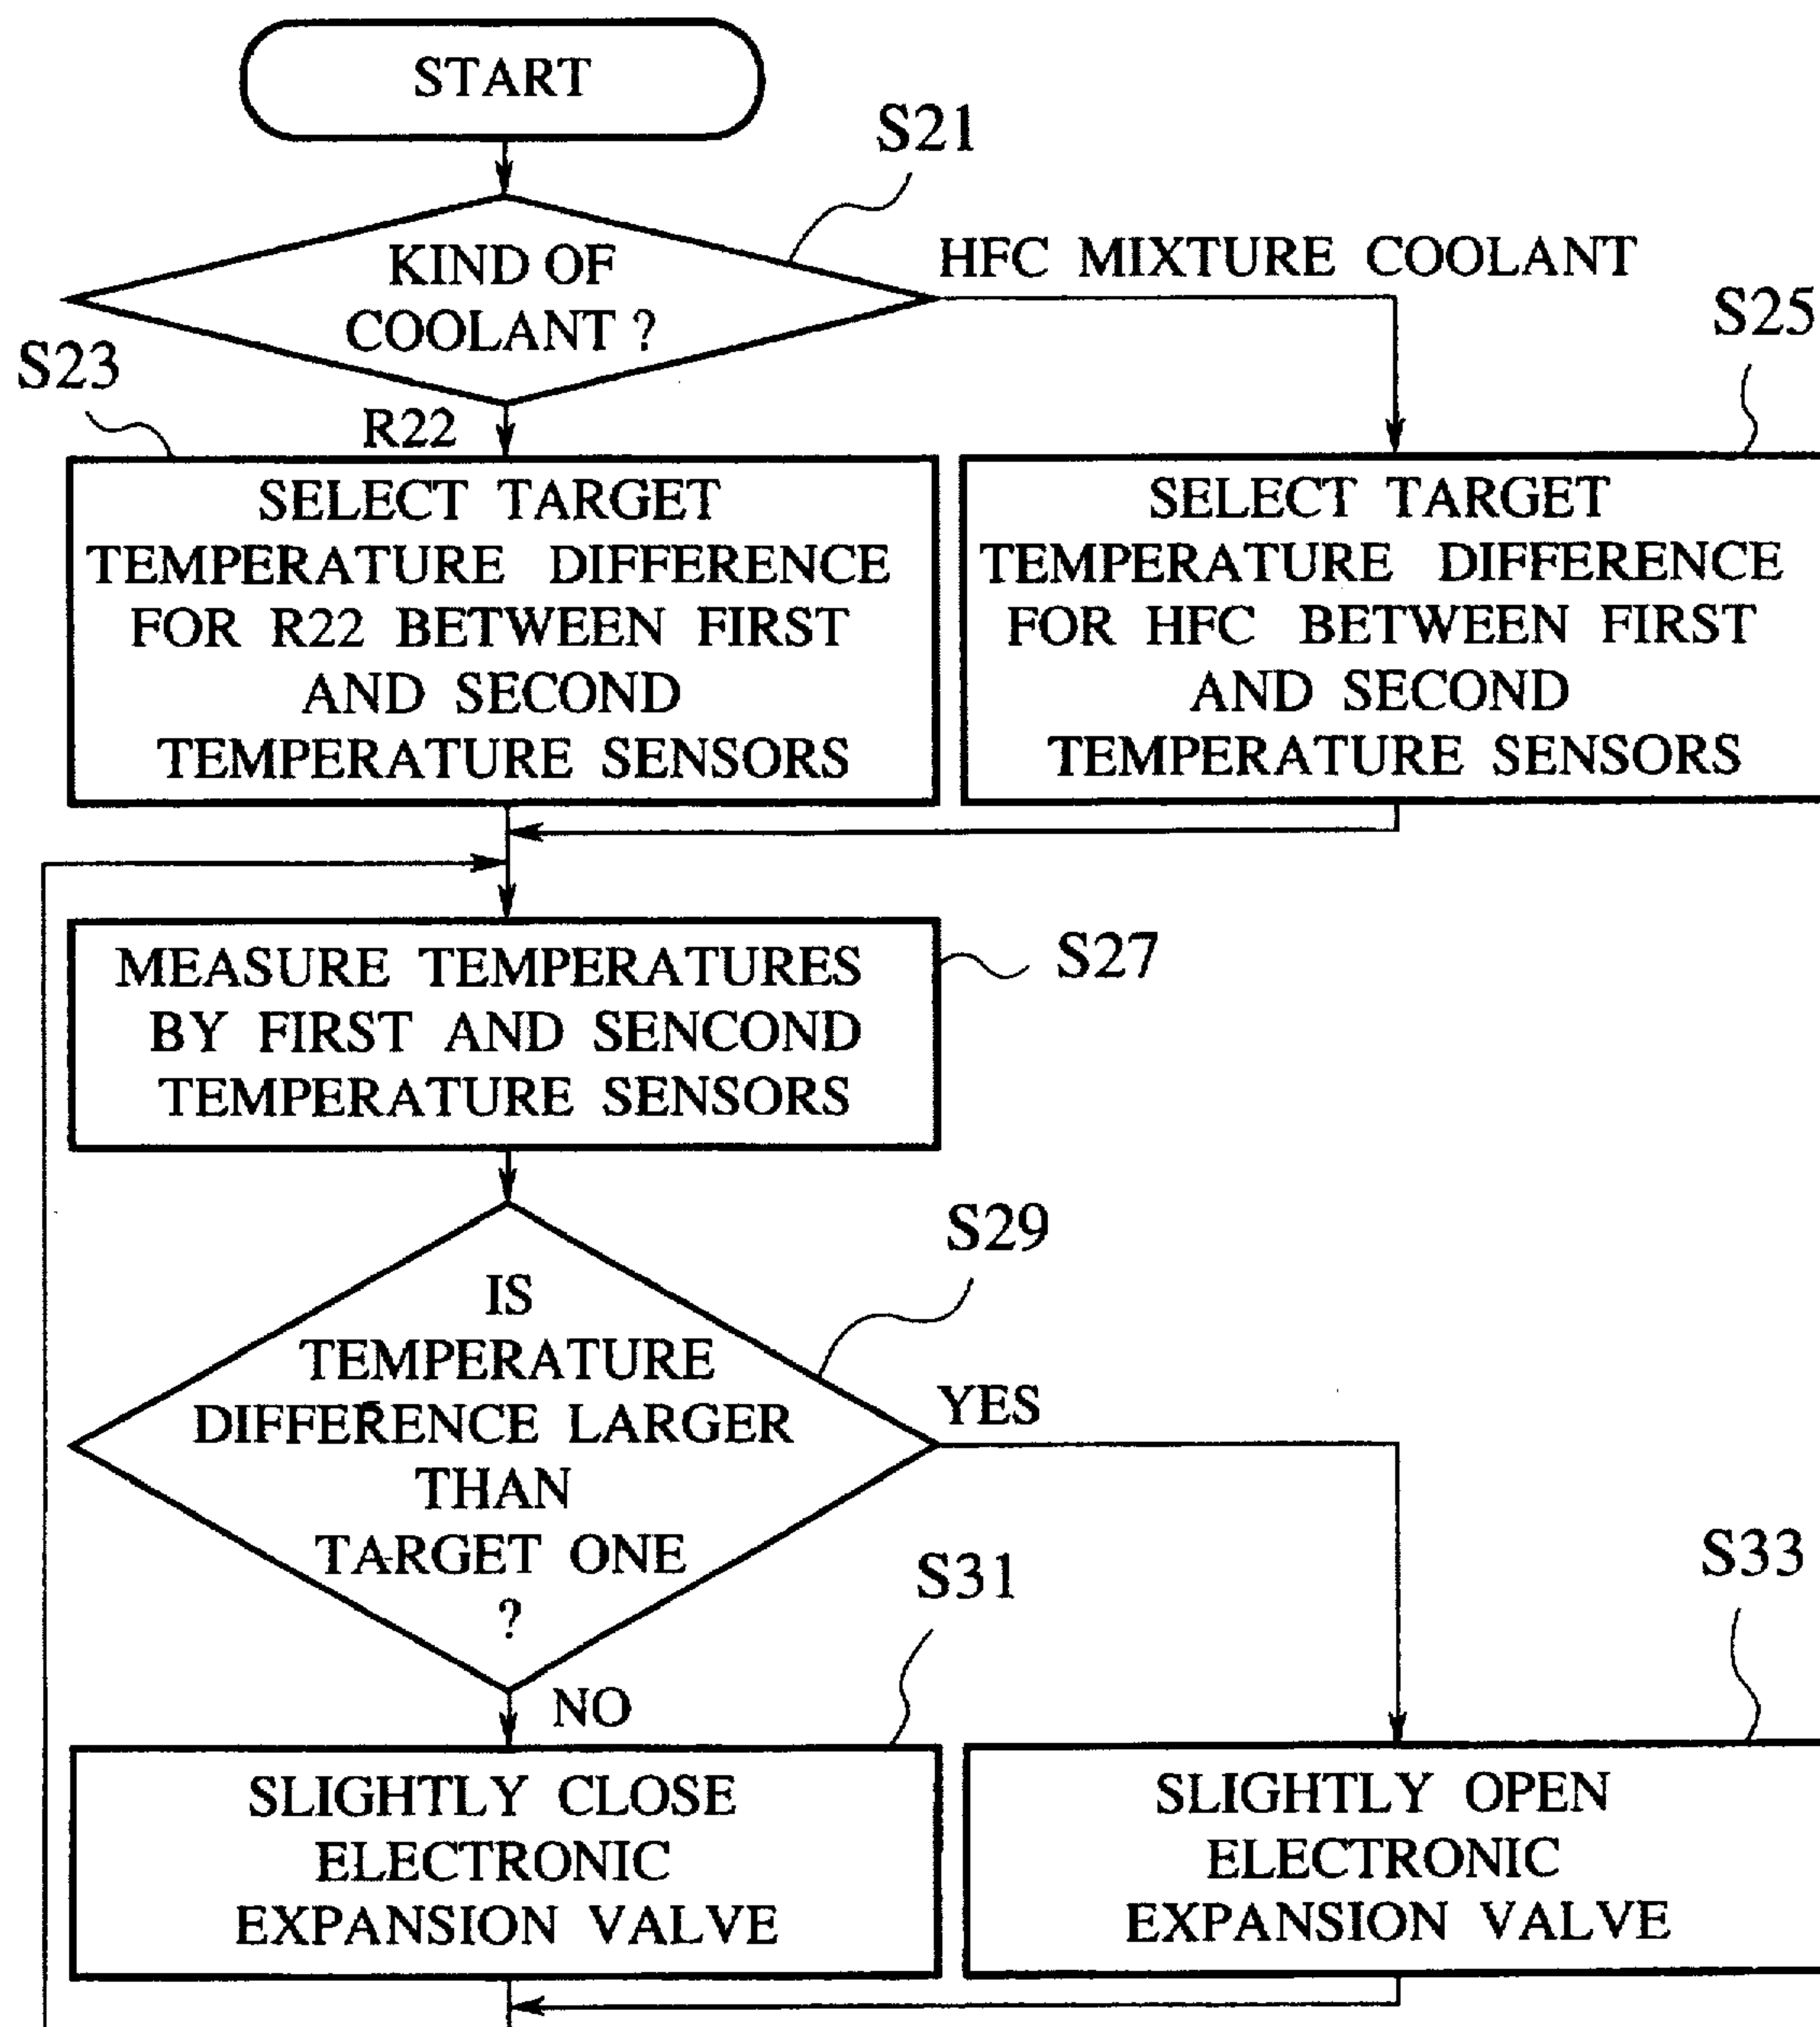 START
S21
KIND OF
COOLANT ?
HFC MIXTURE COOLANT
S23
R22
S25
SELECT TARGET
TEMPERATURE DIFFERENCE
FOR R22 BETWEEN FIRST
AND SECOND
TEMPERATURE SENSORS
SELECT TARGET
TEMPERATURE DIFFERENCE
FOR HFC BETWEEN FIRST
AND SECOND
TEMPERATURE SENSORS
MEASURE TEMPERATURES
BY FIRST AND SENCOND
TEMPERATURE SENSORS
S27
S29
IS
TEMPERATURE
DIFFERENCE LARGER
THAN
TARGET ONE
?
YES
NO
S31
S33
SLIGHTLY CLOSE
ELECTRONIC
EXPANSION VALVE
SLIGHTLY OPEN
ELECTRONIC
EXPANSION VALVE